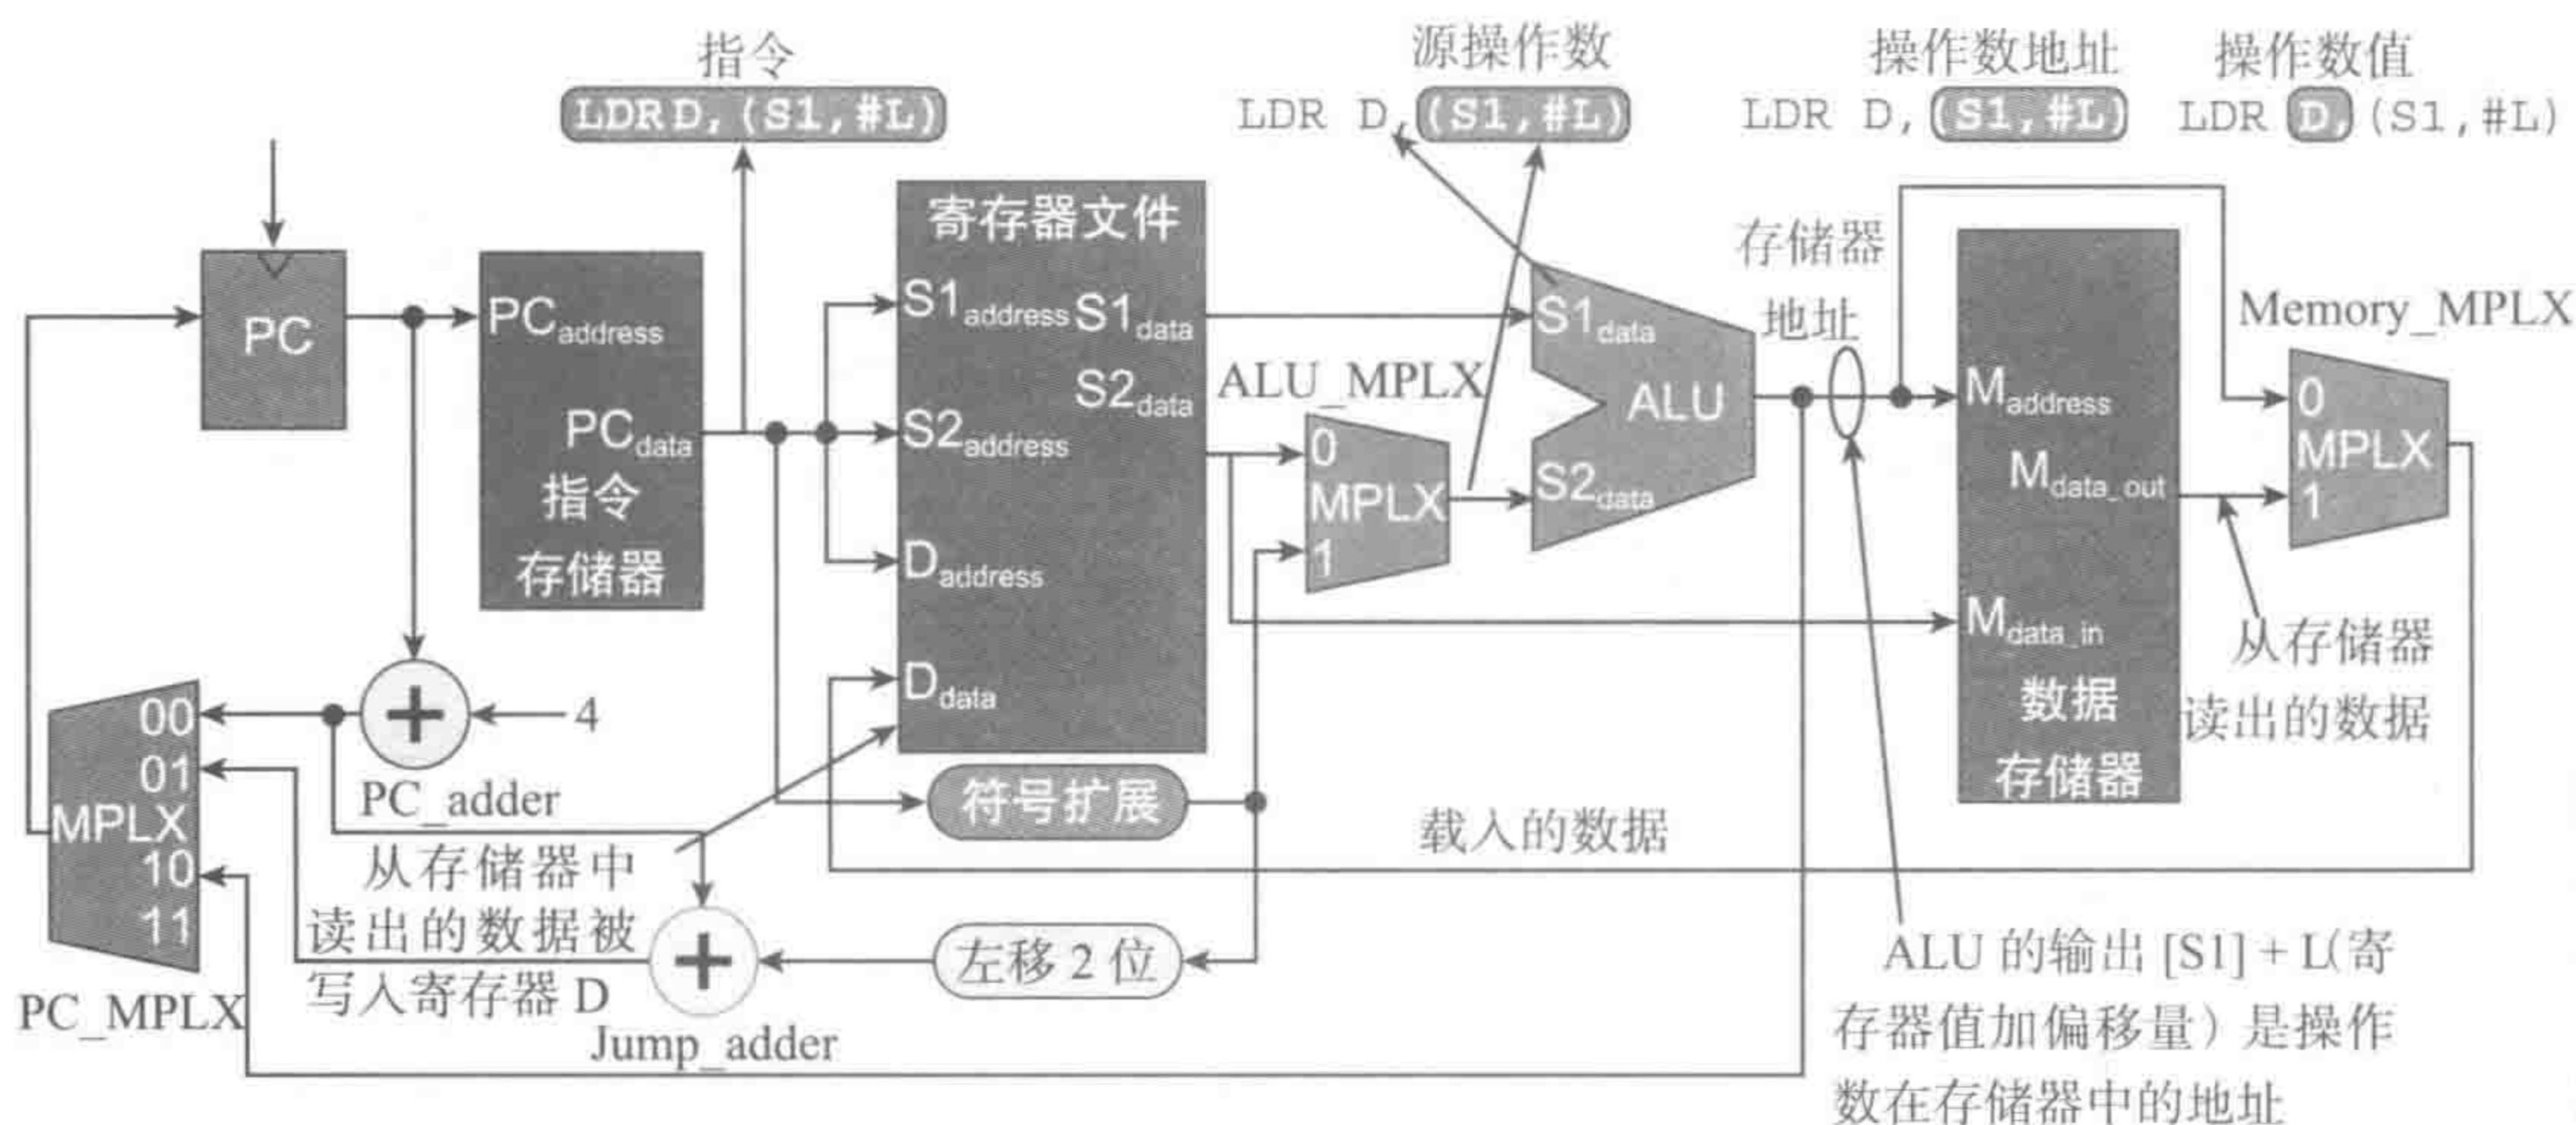 指令
LDRD,(S1,#L)
源操作数
LDR D,(S1,#L)
操作数地址
LDR D,(S1,#L)
操作数值
LDR D,(S1,#L)
PC
PCaddress
PCdata
指令
存储器
寄存器文件
S1address
S1data
S2data
S2address
Daddress
Ddata
ALU_MPLX
0
MPLX
1
S1data
ALU
S2data
存储器
地址
Maddress
Mdata_out
Mdata_in
数据
存储器
Memory_MPLX
0
MPLX
1
从存储器
读出的数据
00
01
MPLX
10
11
PC_MPLX
4
PC_adder
符号扩展
载入的数据
从存储器中
读出的数据被
写入寄存器 D
左移 2 位
Jump_adder
ALU 的输出 [S1] + L(寄
存器值加偏移量）是操作
数在存储器中的地址